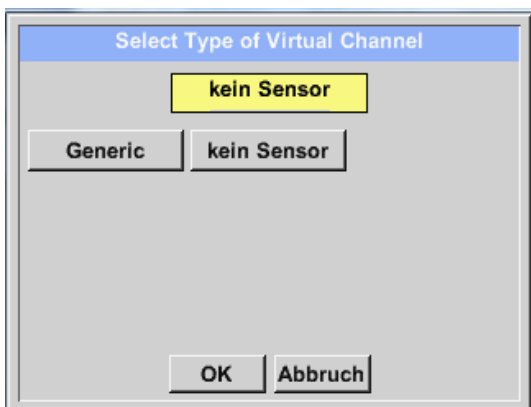 Select Type of Virtual Channel
kein Sensor
Generic kein Sensor
OK Abbruch